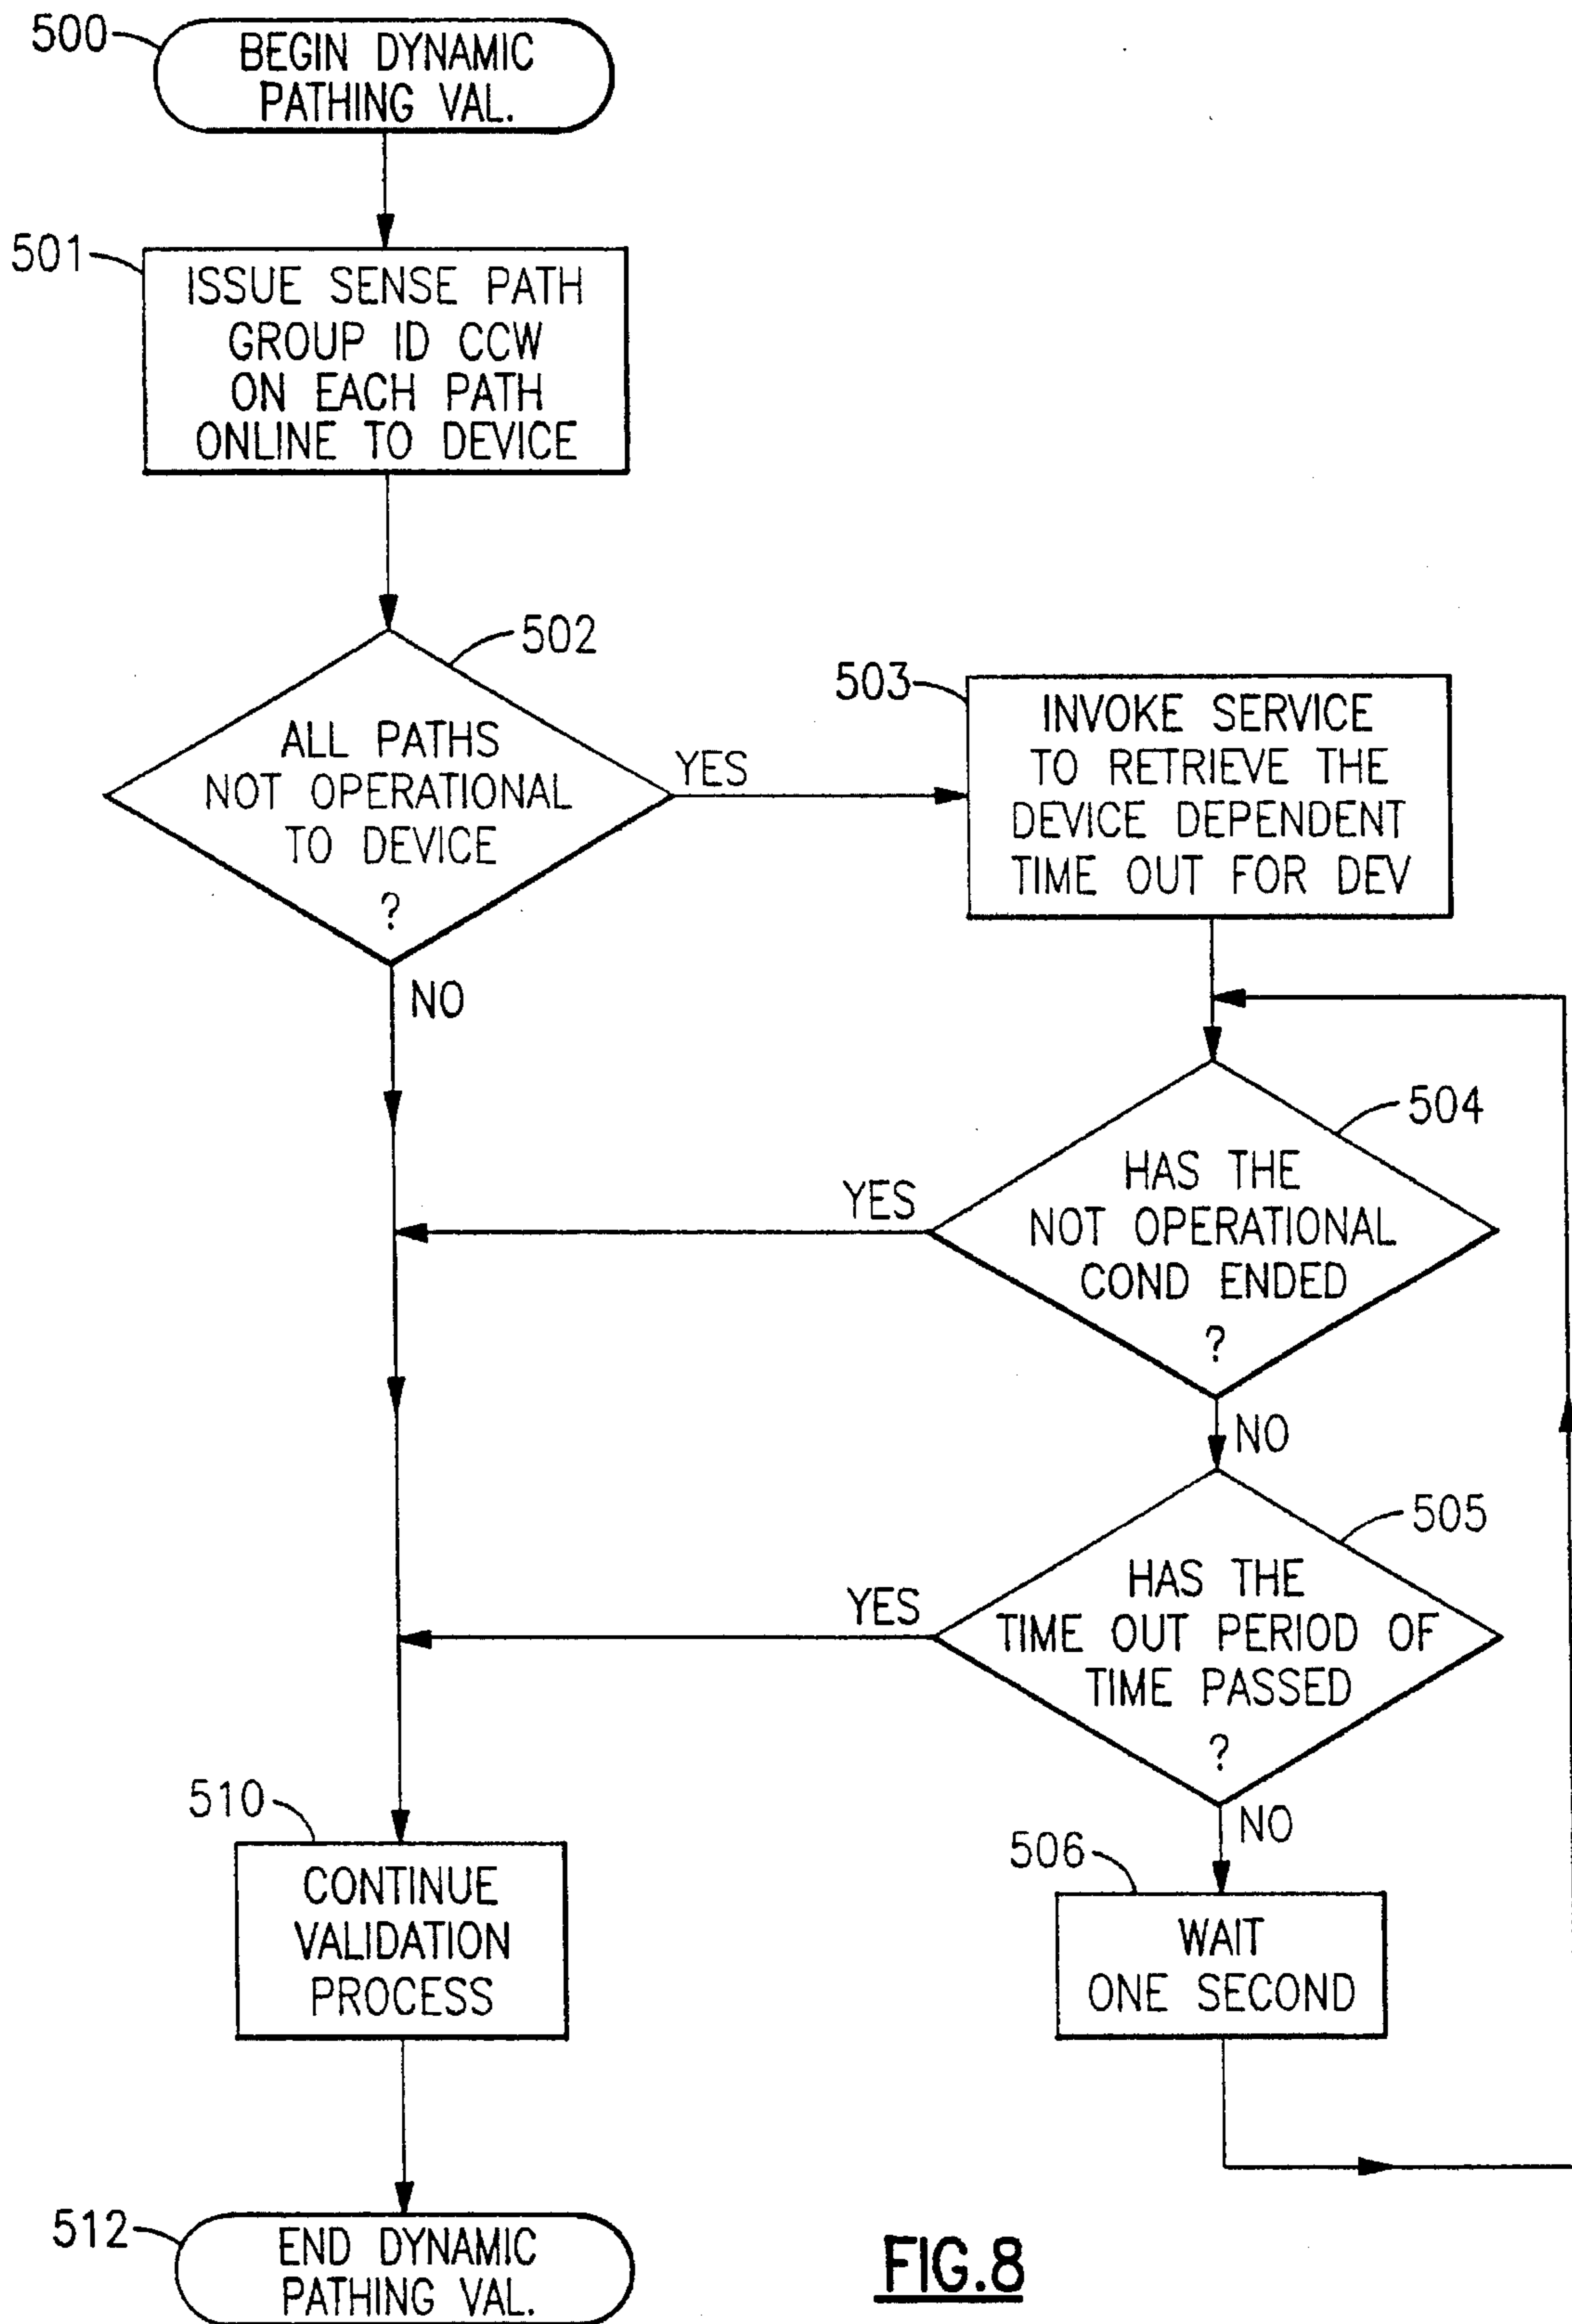 500
BEGIN DYNAMIC
PATHING VAL.
501
ISSUE SENSE PATH
GROUP ID CCW
ON EACH PATH
ONLINE TO DEVICE
502
ALL PATHS
NOT OPERATIONAL
TO DEVICE
?
YES
NO
503
INVOKE SERVICE
TO RETRIEVE THE
DEVICE DEPENDENT
TIME OUT FOR DEV
504
HAS THE
NOT OPERATIONAL
COND ENDED
?
YES
NO
505
HAS THE
TIME OUT PERIOD OF
TIME PASSED
?
YES
NO
506
WAIT
ONE SECOND
510
CONTINUE
VALIDATION
PROCESS
512
END DYNAMIC
PATHING VAL.
FIG.8